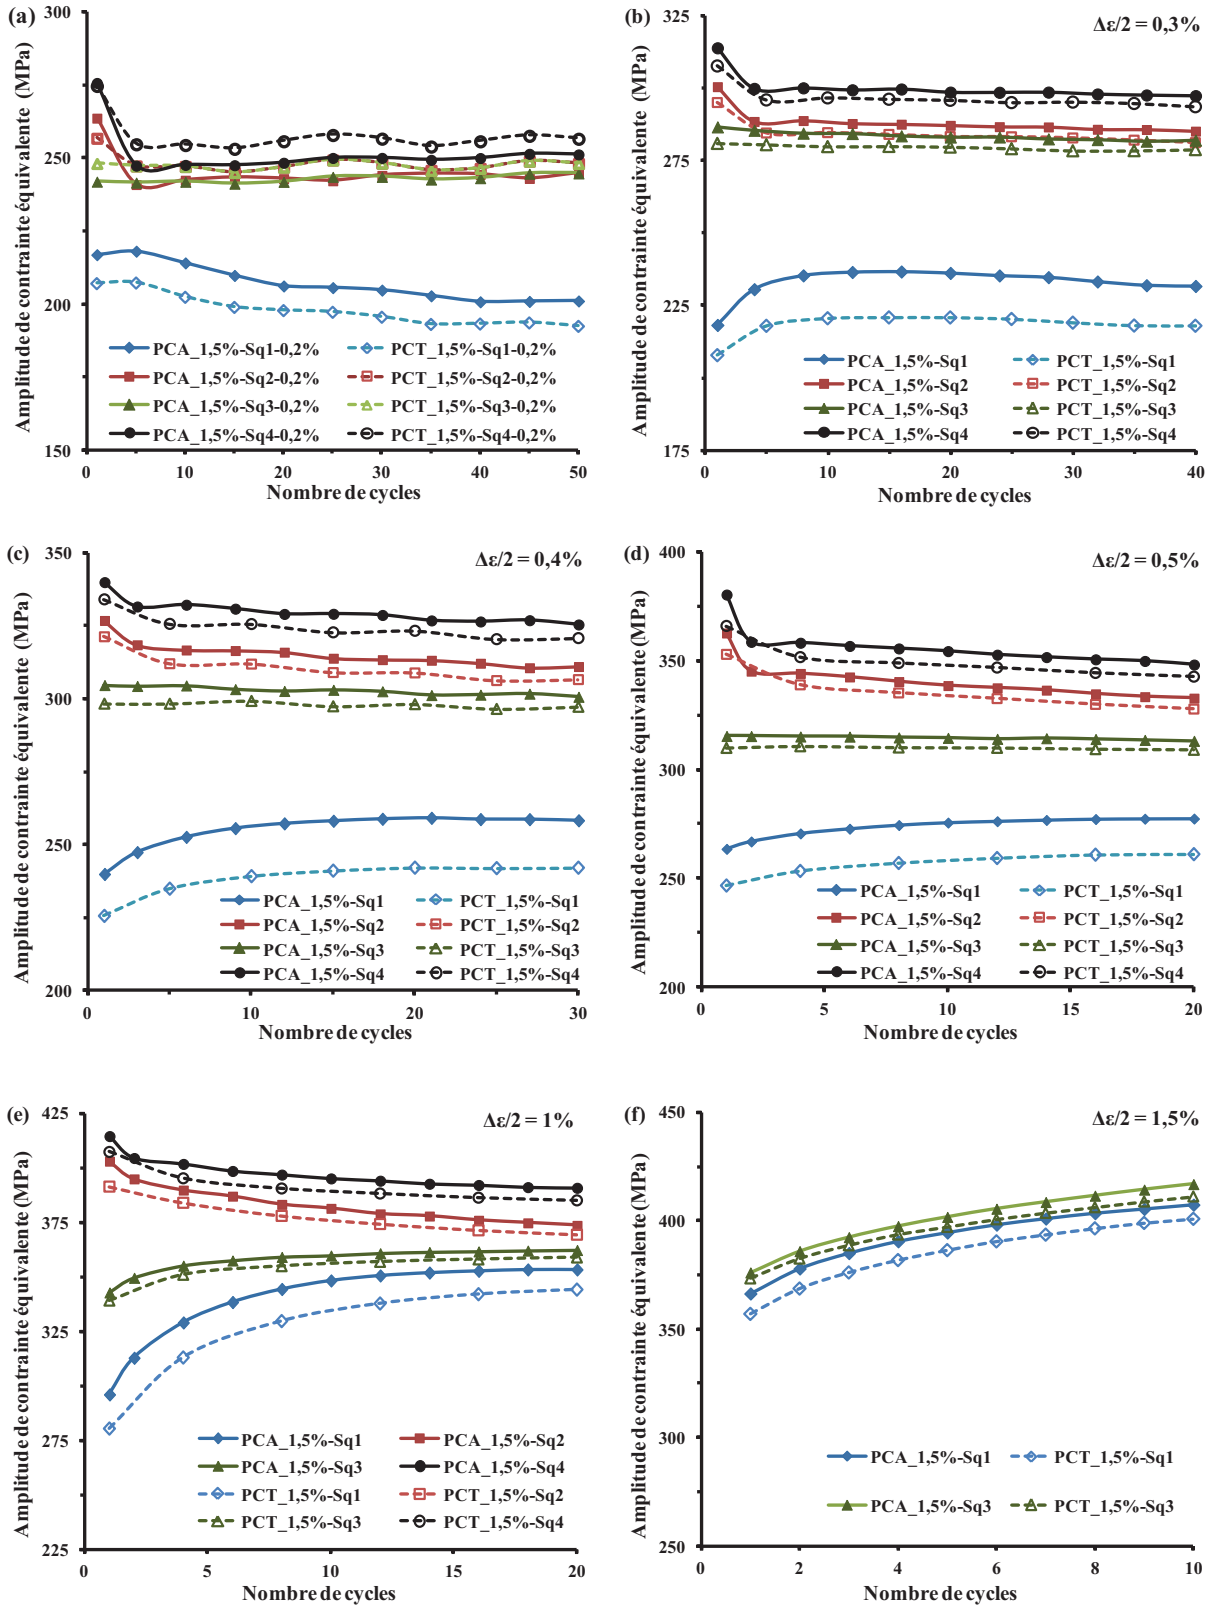 (a)
300
250
200
150
0
10
20
30
40
50
Amplitude de contrainte équivalente (MPa)
Nombre de cycles
PCA_1,5%-Sq1-0,2%
PCT_1,5%-Sq1-0,2%
PCA_1,5%-Sq2-0,2%
PCT_1,5%-Sq2-0,2%
PCA_1,5%-Sq3-0,2%
PCT_1,5%-Sq3-0,2%
PCA_1,5%-Sq4-0,2%
PCT_1,5%-Sq4-0,2%
(b)
Δε/2 = 0,3%
325
275
225
175
0
10
20
30
40
Amplitude de contrainte équivalente (MPa)
Nombre de cycles
PCA_1,5%-Sq1
PCT_1,5%-Sq1
PCA_1,5%-Sq2
PCT_1,5%-Sq2
PCA_1,5%-Sq3
PCT_1,5%-Sq3
PCA_1,5%-Sq4
PCT_1,5%-Sq4
(c)
Δε/2 = 0,4%
350
300
250
200
0
10
20
30
Amplitude de contrainte équivalente (MPa)
Nombre de cycles
PCA_1,5%-Sq1
PCT_1,5%-Sq1
PCA_1,5%-Sq2
PCT_1,5%-Sq2
PCA_1,5%-Sq3
PCT_1,5%-Sq3
PCA_1,5%-Sq4
PCT_1,5%-Sq4
(d)
Δε/2 = 0,5%
400
350
300
250
200
0
5
10
15
20
Amplitude de contrainte équivalente (MPa)
Nombre de cycles
PCA_1,5%-Sq1
PCT_1,5%-Sq1
PCA_1,5%-Sq2
PCT_1,5%-Sq2
PCA_1,5%-Sq3
PCT_1,5%-Sq3
PCA_1,5%-Sq4
PCT_1,5%-Sq4
(e)
Δε/2 = 1%
425
375
325
275
225
0
5
10
15
20
Amplitude de contrainte équivalente (MPa)
Nombre de cycles
PCA_1,5%-Sq1
PCA_1,5%-Sq2
PCA_1,5%-Sq3
PCA_1,5%-Sq4
PCT_1,5%-Sq1
PCT_1,5%-Sq2
PCT_1,5%-Sq3
PCT_1,5%-Sq4
(f)
Δε/2 = 1,5%
450
400
350
300
250
0
2
4
6
8
10
Amplitude de contrainte équivalente (MPa)
Nombre de cycles
PCA_1,5%-Sq1
PCT_1,5%-Sq1
PCA_1,5%-Sq3
PCT_1,5%-Sq3